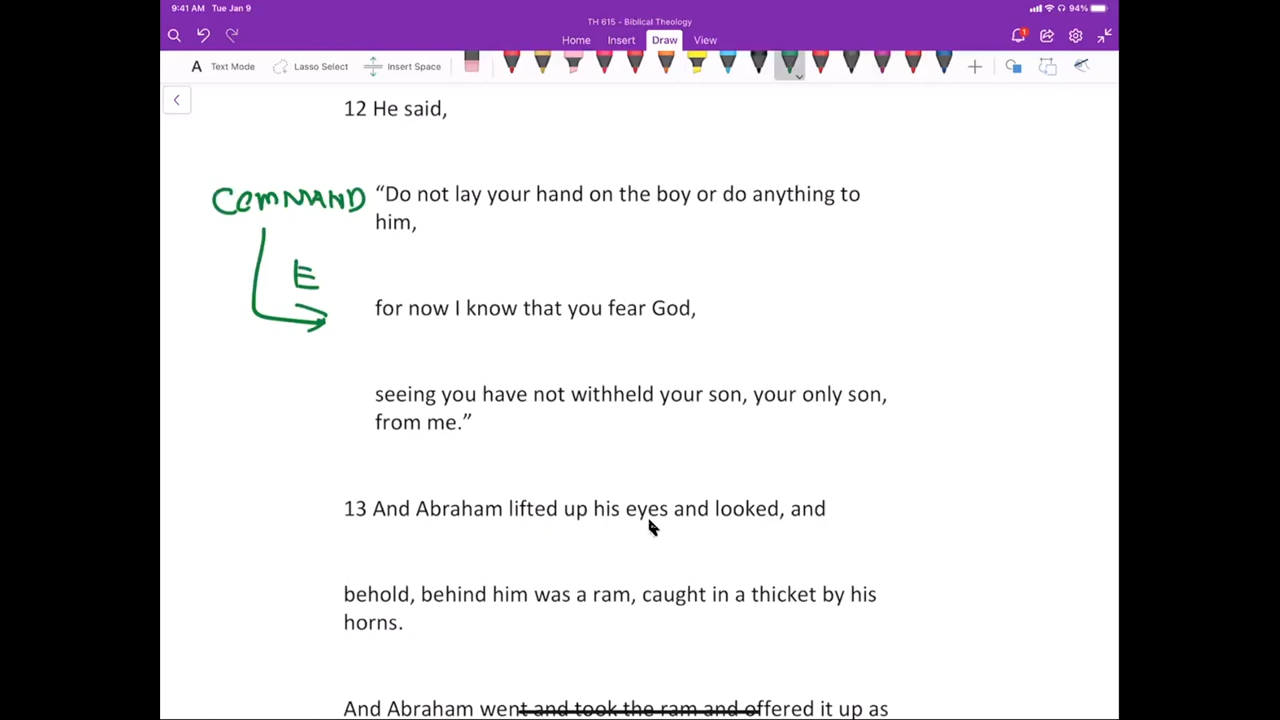 9:41 AM Tue Jan 9
94%
TH 615 - Biblical Theology
Home Insert Draw View
1
A Text Mode Lasso Select Insert Space
12 He said,
COMMAND “Do not lay your hand on the boy or do anything to
him,
E
for now I know that you fear God,
seeing you have not withheld your son, your only son,
from me.”
13 And Abraham lifted up his eyes and looked, and
behold, behind him was a ram, caught in a thicket by his
horns.
And Abraham went and took the ram and offered it up as